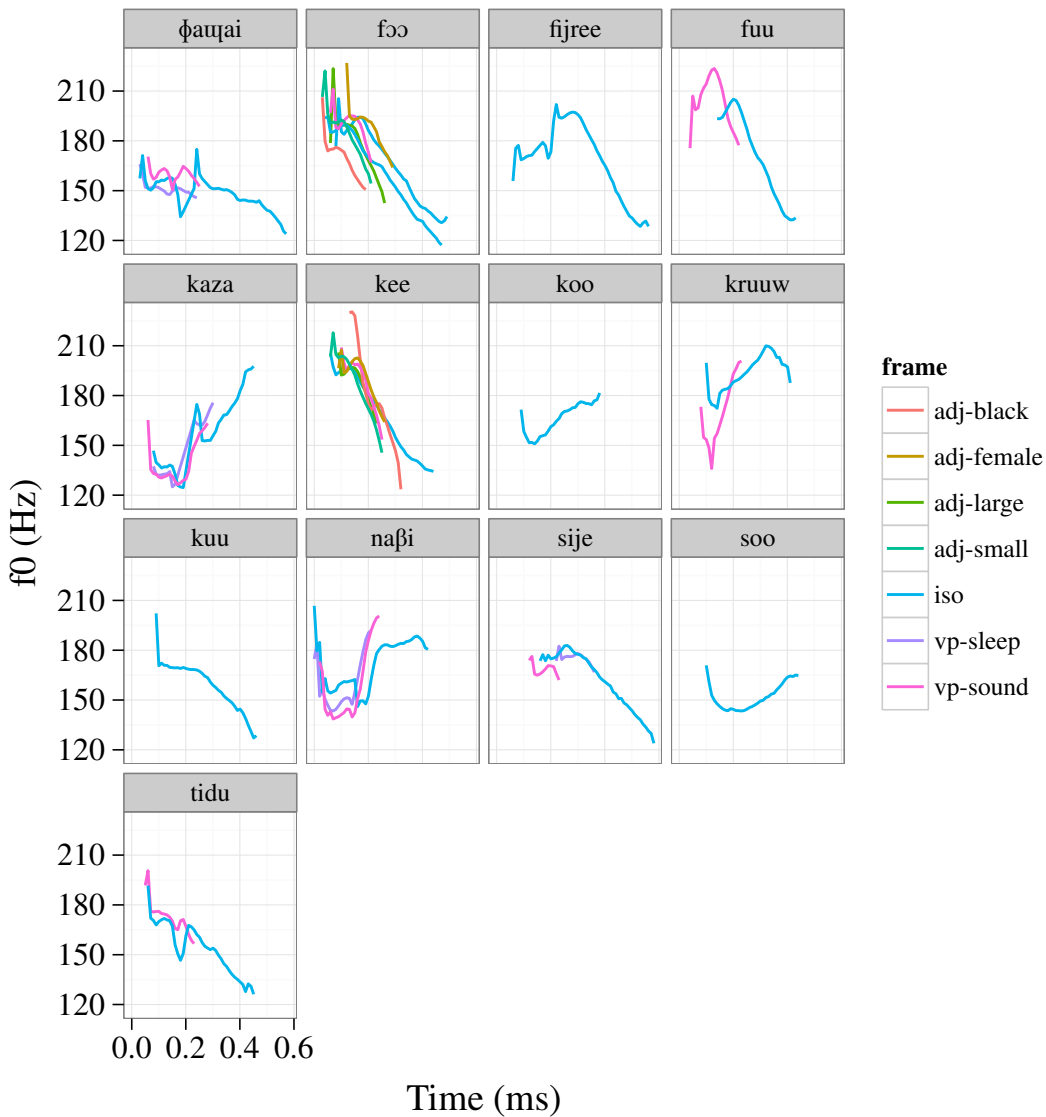 ɸaɰɰai fɔɔ fijree fuu
210
180
150
120
kaza kee koo kruuw
210
180
150
120
kuu naβi sije soo
210
180
150
120
tidu
210
180
150
120
0.0 0.2 0.4 0.6
Time (ms)
f0 (Hz)
frame
adj-black
adj-female
adj-large
adj-small
iso
vp-sleep
vp-sound